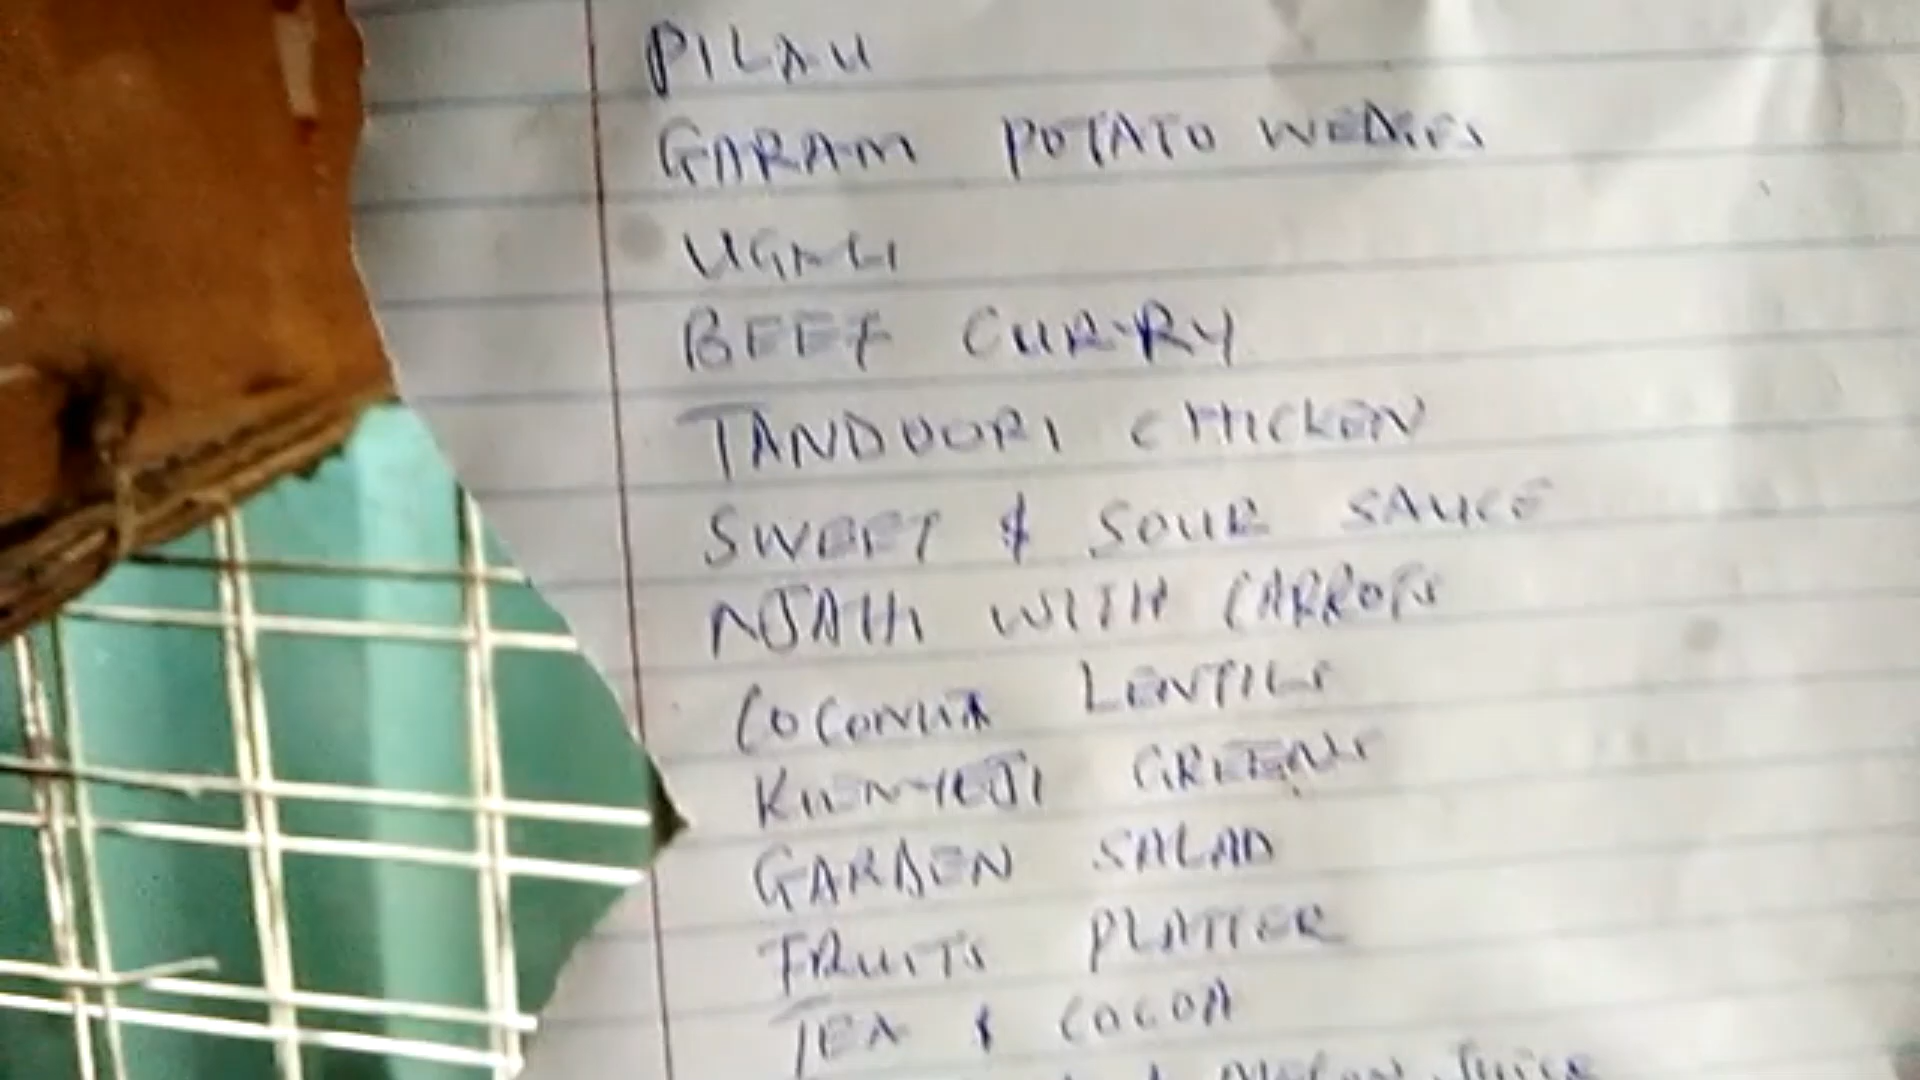 PILAU
GARAM POTATO WEDGES
UGALI
BEEF CURRY
TANDOORI CHICKEN
SWEET & SOUR SAUCE
NJAHI WITH CARROTS
COCONUT LENTILS
KIENYEJI GREENS
GARDEN SALAD
FRUITS PLATTER
TEA & COCOA
JUICE